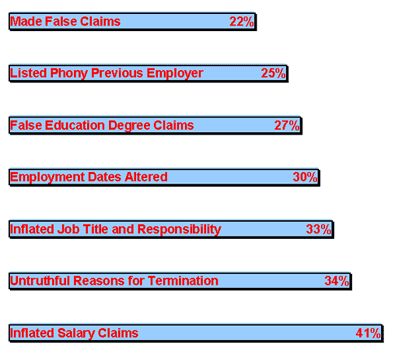 Made False Claims 22%
Listed Phony Previous Employer 25%
False Education Degree Claims 27%
Employment Dates Altered 30%
Inflated Job Title and Responsibility 33%
Untruthful Reasons for Termination 34%
Inflated Salary Claims 41%